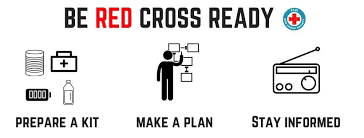 BE RED CROSS READY
PREPARE A KIT
MAKE A PLAN
STAY INFORMED